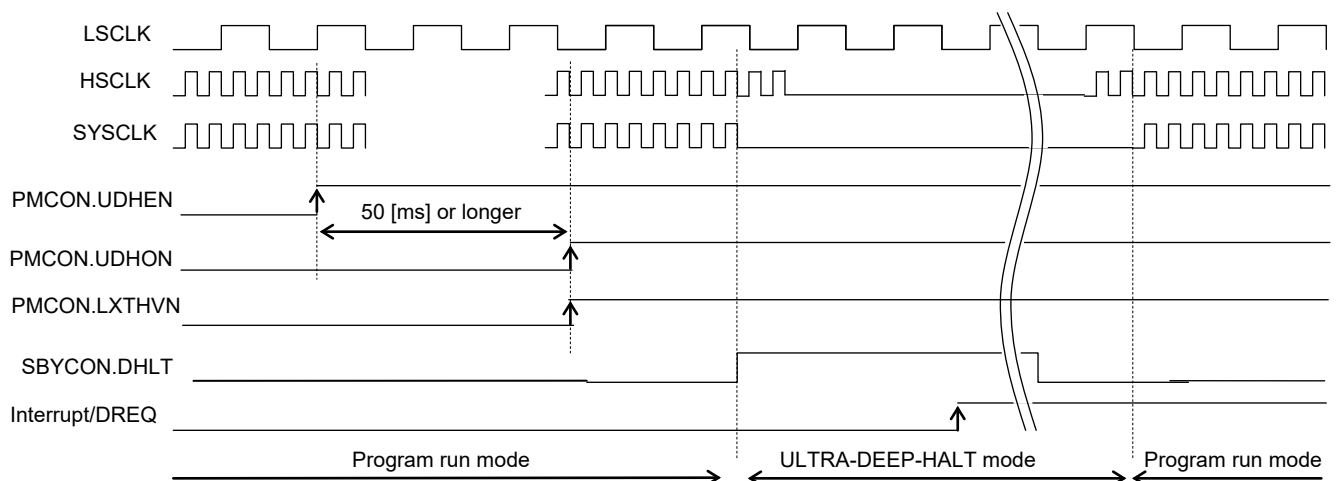 LSCLK
HSCLK
SYSCLK
PMCON.UDHEN
50 [ms] or longer
PMCON.UDHON
PMCON.LXTHVN
SBYCON.DHLT
Interrupt/DREQ
Program run mode
ULTRA-DEEP-HALT mode
Program run mode